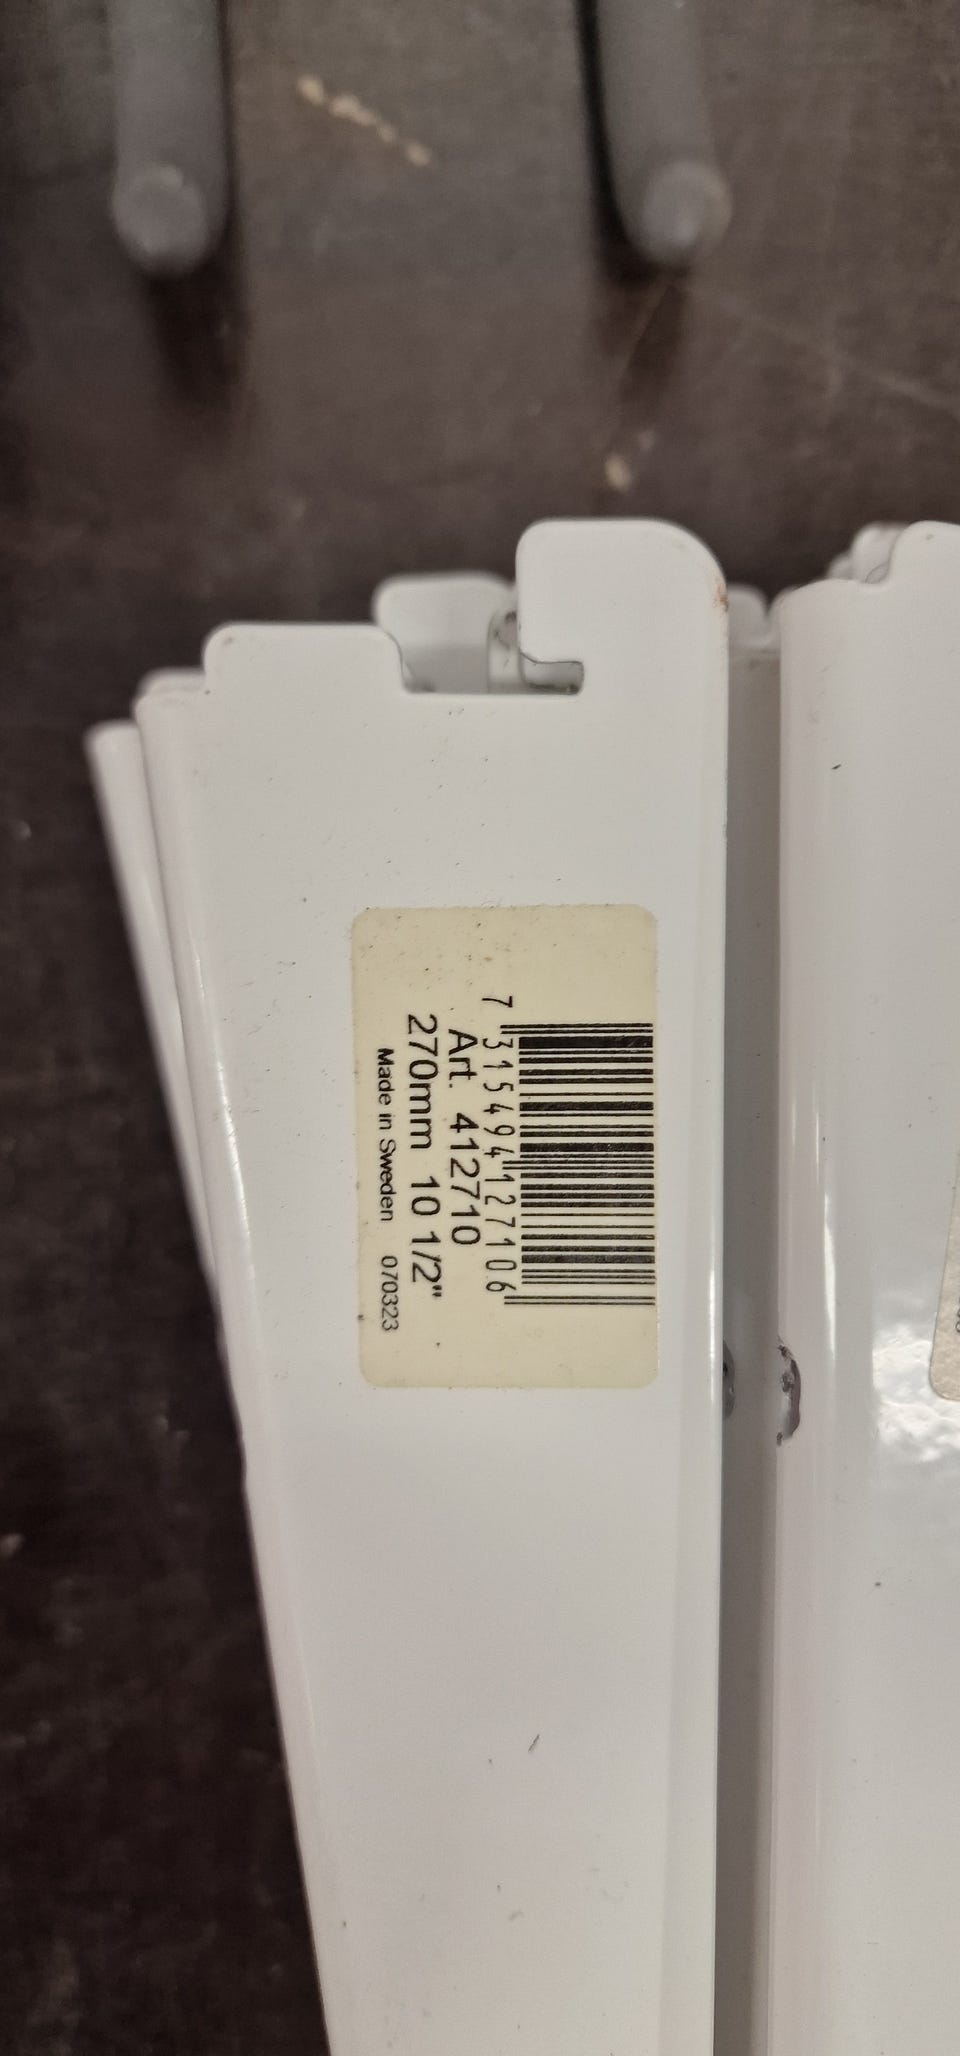 7 315494 127106
Art. 412710
270mm 10 1/2"
Made in Sweden 070323